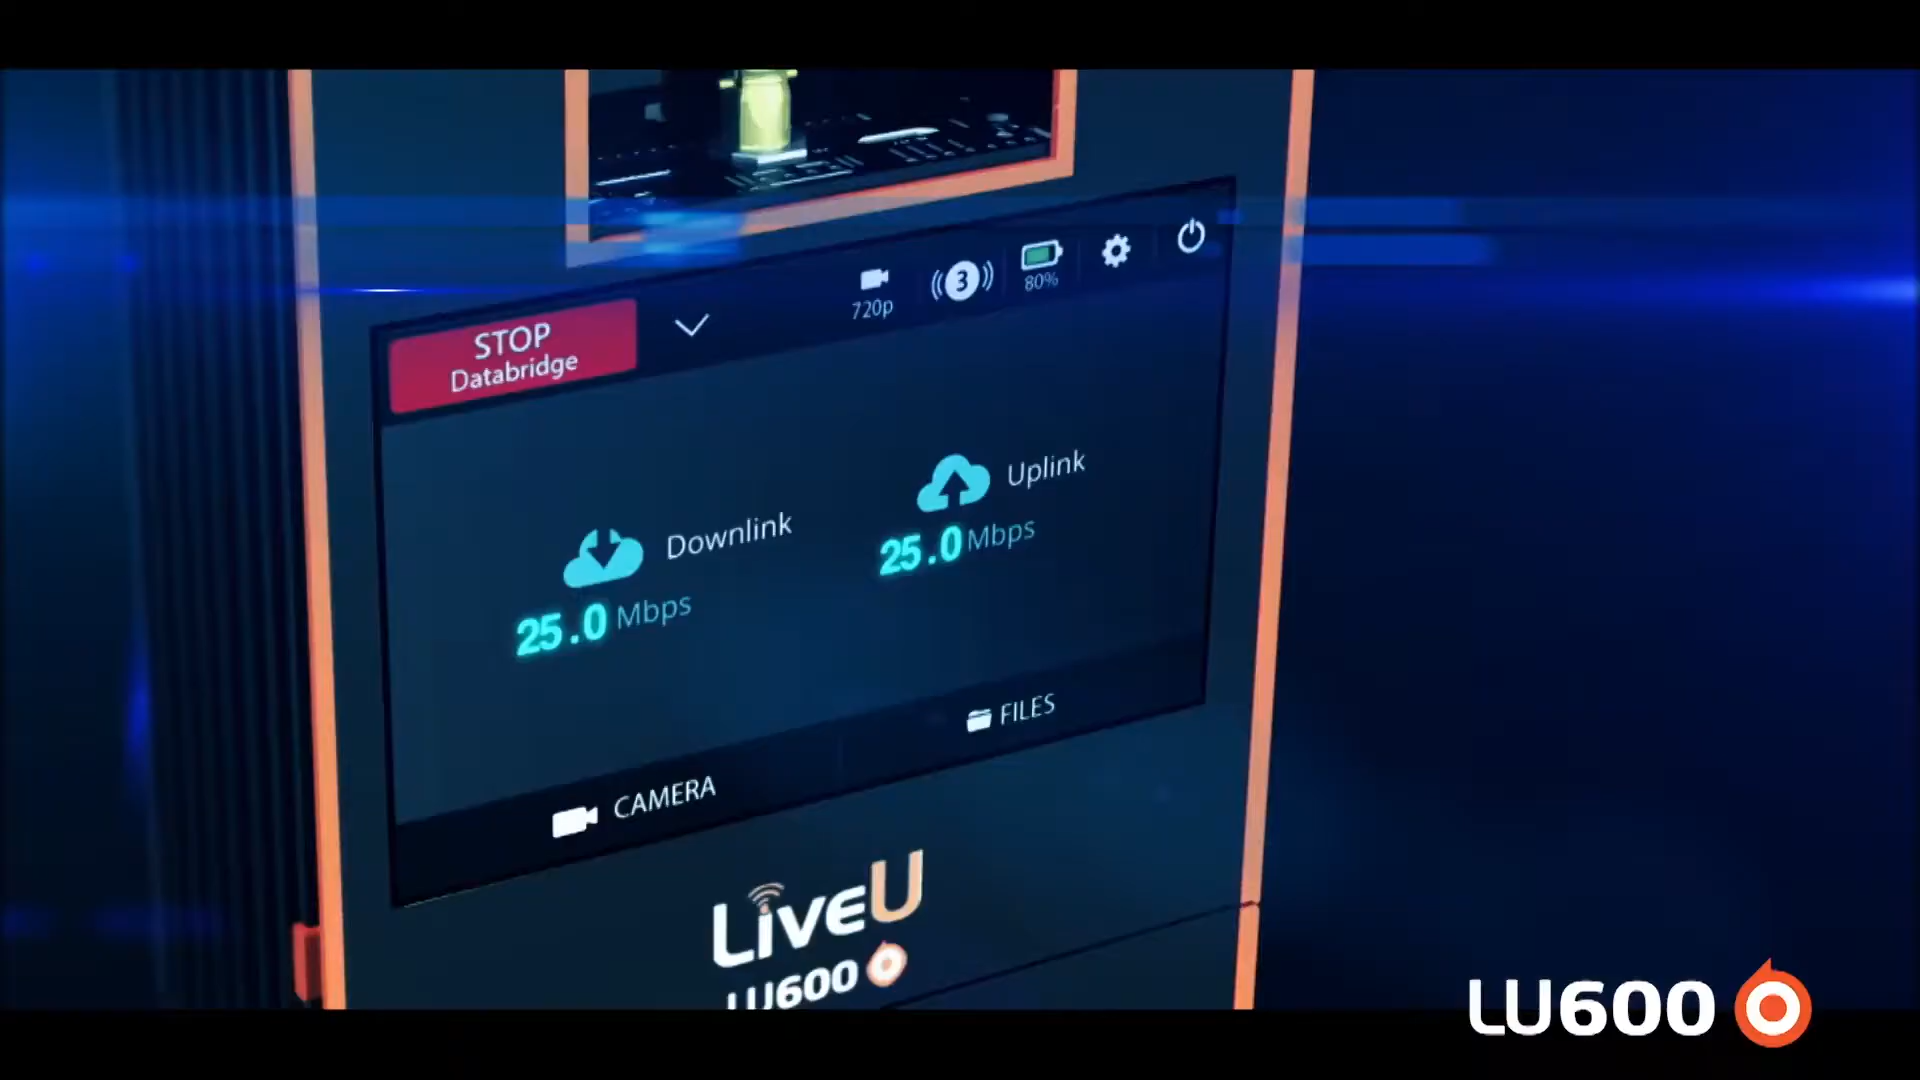 STOP
Databridge
720p
3
80%
Downlink
25.0 Mbps
Uplink
25.0 Mbps
CAMERA
FILES
LiveU
LU600
LU600